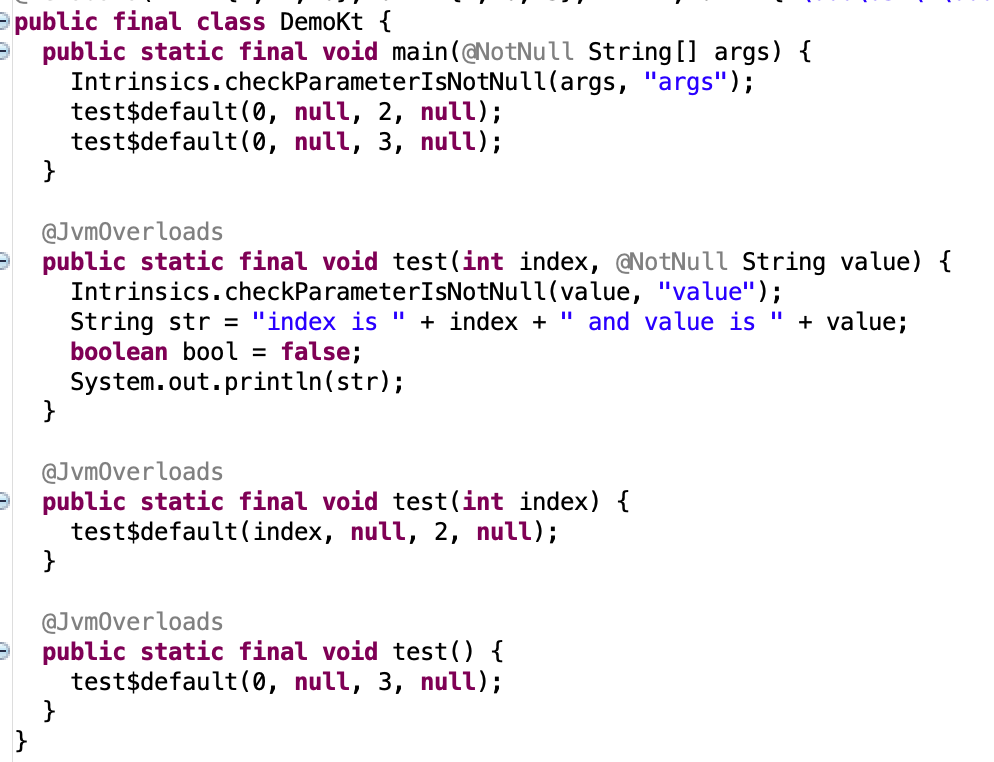 public final class DemoKt {
public static final void main(@NotNull String[] args) {
Intrinsics.checkParameterIsNotNull(args, "args");
test$default(0, null, 2, null);
test$default(0, null, 3, null);
}
@JvmOverloads
public static final void test(int index, @NotNull String value) {
Intrinsics.checkParameterIsNotNull(value, "value");
String str = "index is " + index + " and value is " + value;
boolean bool = false;
System.out.println(str);
}
@JvmOverloads
public static final void test(int index) {
test$default(index, null, 2, null);
}
@JvmOverloads
public static final void test() {
test$default(0, null, 3, null);
}
}